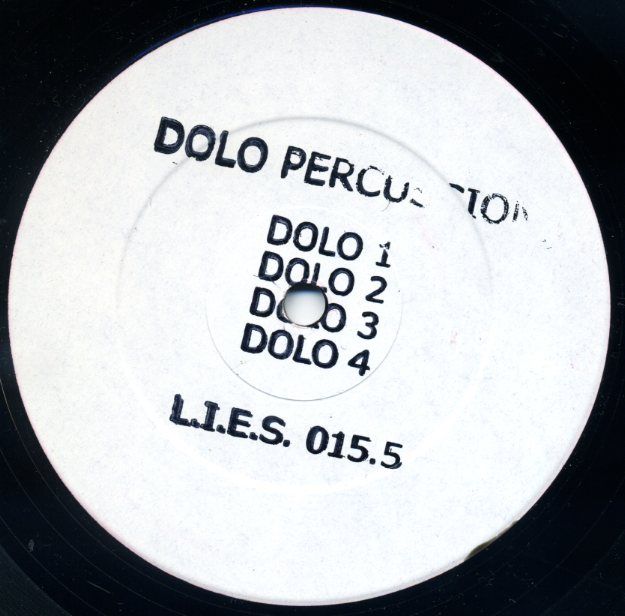 DOLO PERCUSSION
DOLO 1
DOLO 2
DOLO 3
DOLO 4
L.I.E.S. 015.5